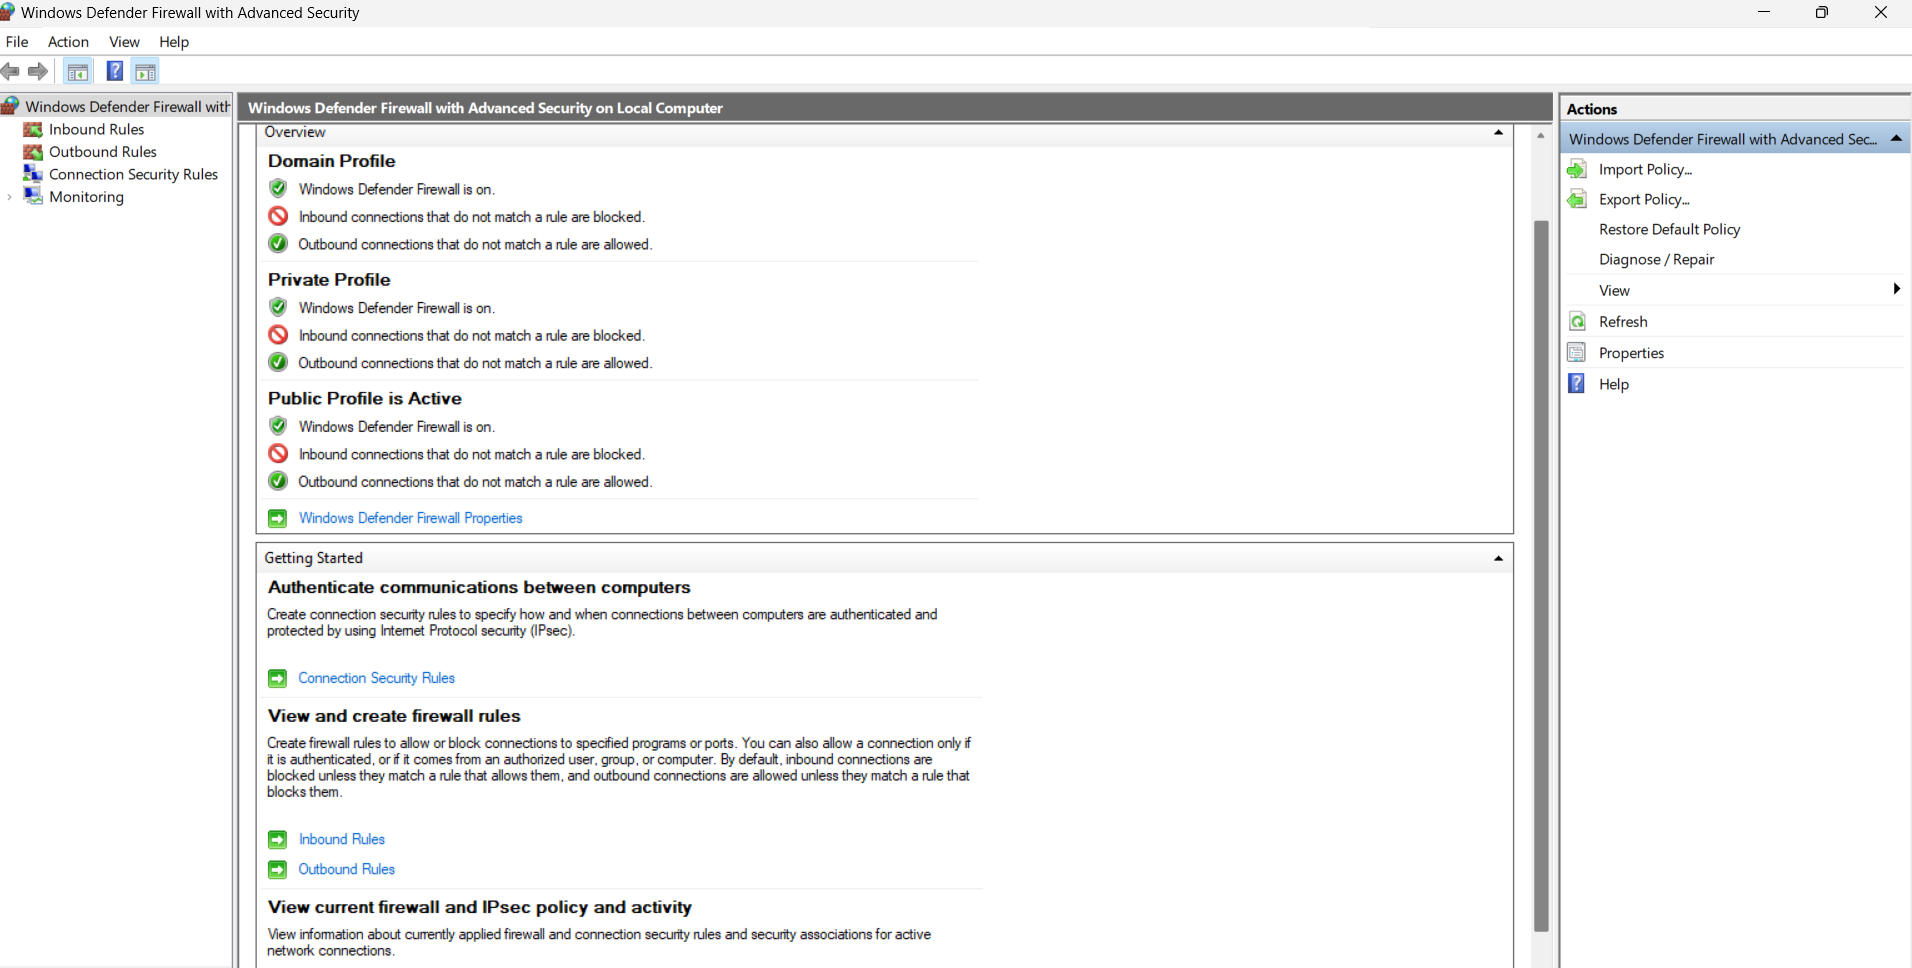 Windows Defender Firewall with Advanced Security
File Action View Help
Windows Defender Firewall with
Inbound Rules
Outbound Rules
Connection Security Rules
Monitoring
Windows Defender Firewall with Advanced Security on Local Computer
Overview
Domain Profile
Windows Defender Firewall is on.
Inbound connections that do not match a rule are blocked.
Outbound connections that do not match a rule are allowed.
Private Profile
Windows Defender Firewall is on.
Inbound connections that do not match a rule are blocked.
Outbound connections that do not match a rule are allowed.
Public Profile is Active
Windows Defender Firewall is on.
Inbound connections that do not match a rule are blocked.
Outbound connections that do not match a rule are allowed.
Windows Defender Firewall Properties
Getting Started
Authenticate communications between computers
Create connection security rules to specify how and when connections between computers are authenticated and
protected by using Internet Protocol security (IPsec).
Connection Security Rules
View and create firewall rules
Create firewall rules to allow or block connections to specified programs or ports. You can also allow a connection only if
it is authenticated, or if it comes from an authorized user, group, or computer. By default, inbound connections are
blocked unless they match a rule that allows them, and outbound connections are allowed unless they match a rule that
blocks them.
Inbound Rules
Outbound Rules
View current firewall and IPsec policy and activity
View information about currently applied firewall and connection security rules and security associations for active
network connections.
Actions
Windows Defender Firewall with Advanced Sec...
Import Policy...
Export Policy...
Restore Default Policy
Diagnose / Repair
View
Refresh
Properties
Help